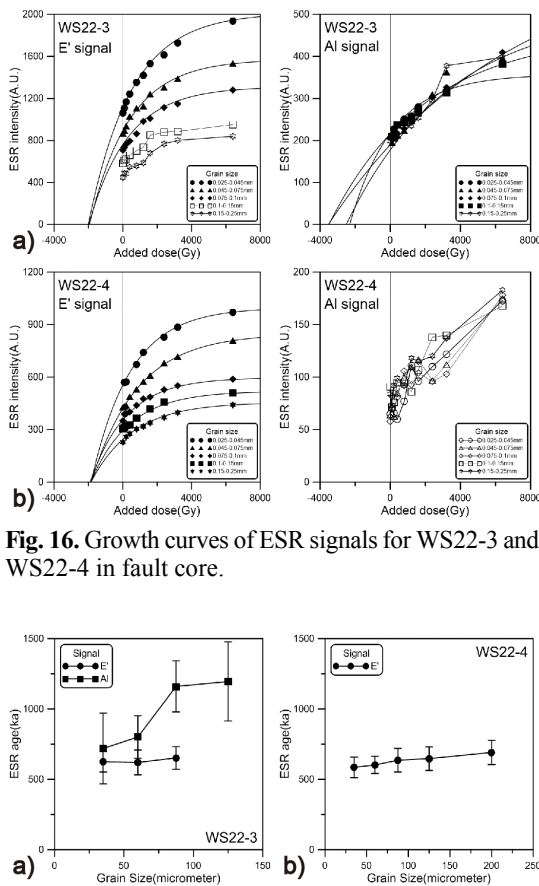 WS22-3
E' signal
ESR intensity(A.U.)
2000
1600
1200
800
400
0
-4000 0 4000 8000
Added dose(Gy)
Grain size
0.025-0.045mm
0.045-0.075mm
0.075-0.1mm
0.1-0.15mm
0.15-0.25mm
a)
WS22-3
Al signal
ESR intensity(A.U.)
500
400
300
200
100
0
-4000 0 4000 8000
Added dose(Gy)
Grain size
0.025-0.045mm
0.045-0.075mm
0.075-0.1mm
0.1-0.15mm
0.15-0.25mm
WS22-4
E' signal
ESR intensity(A.U.)
1200
900
600
300
0
-4000 0 4000 8000
Added dose(Gy)
Grain size
0.025-0.045mm
0.045-0.075mm
0.075-0.1mm
0.1-0.15mm
0.15-0.25mm
b)
WS22-4
Al signal
ESR intensity(A.U.)
200
150
100
50
0
-4000 0 4000 8000
Added dose(Gy)
Grain size
0.025-0.045mm
0.045-0.075mm
0.075-0.1mm
0.1-0.15mm
0.15-0.25mm
Fig. 16. Growth curves of ESR signals for WS22-3 and
WS22-4 in fault core.
Signal
E'
Al
ESR age(ka)
1500
1000
500
0
0 50 100 150
WS22-3
Grain Size(micrometer)
a)
Signal
E'
WS22-4
ESR age(ka)
1500
1000
500
0
0 50 100 150 200 250
Grain Size(micrometer)
b)